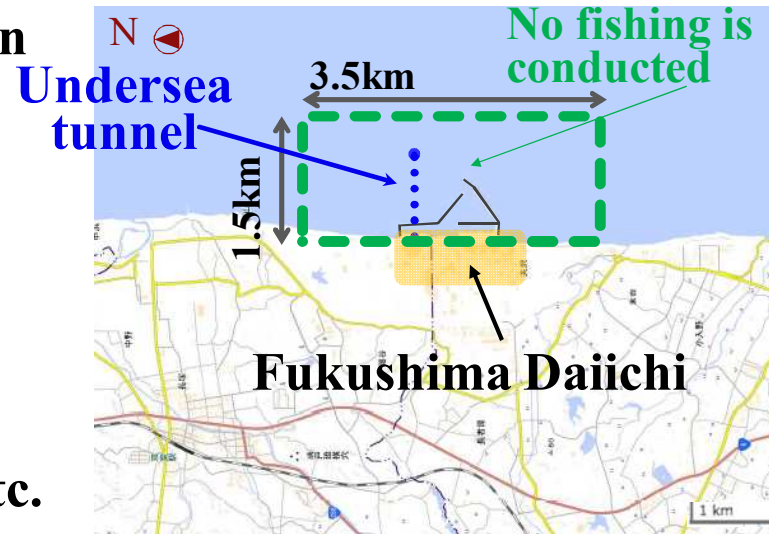 n
N
No fishing is
conducted
3.5km
Undersea
tunnel
1.5km
Fukushima Daiichi
tc.
1 km